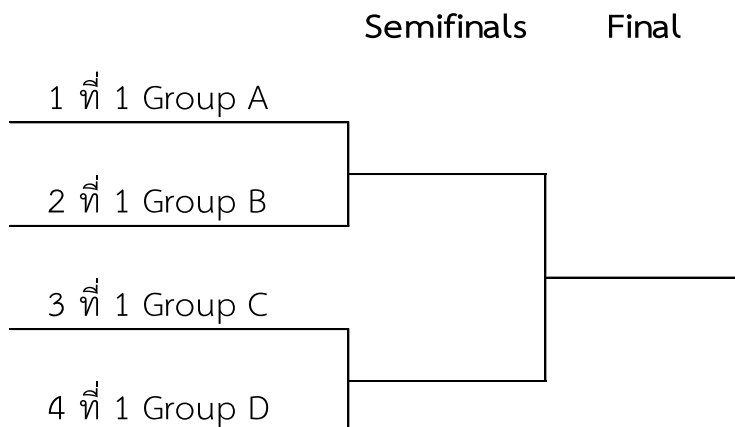 Semifinals Final
1 ที่ 1 Group A
2 ที่ 1 Group B
3 ที่ 1 Group C
4 ที่ 1 Group D